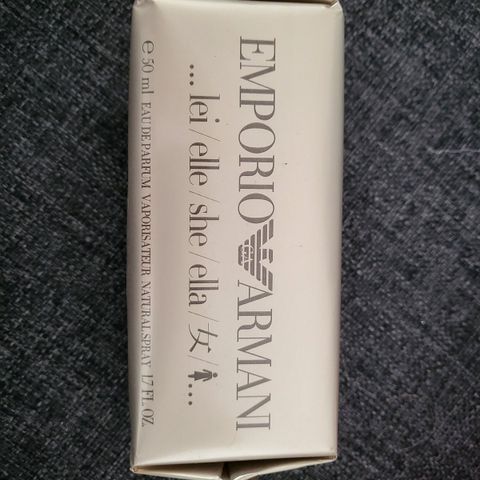 EMPORIO ARMANI
... lei / elle / she / ella / 女 / ...
℮ 50 ml EAU DE PARFUM VAPORISATEUR NATURAL SPRAY 1.7 FL. OZ.